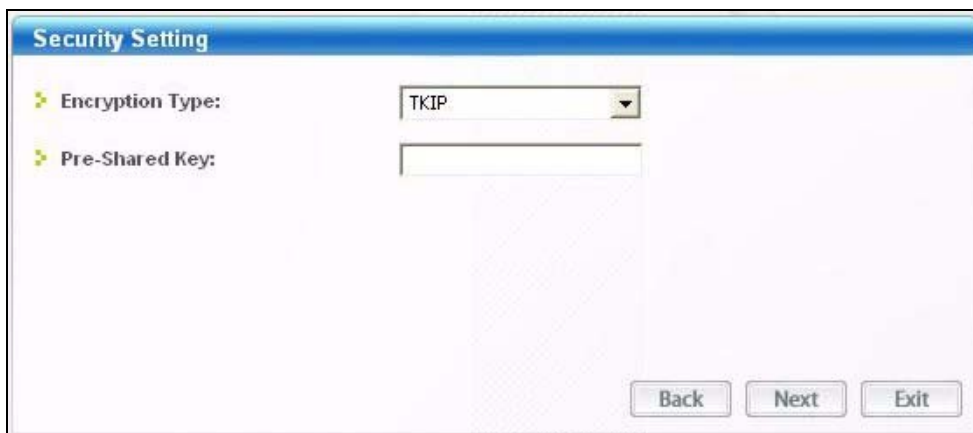 Security Setting
Encryption Type: TKIP
Pre-Shared Key:
Back Next Exit